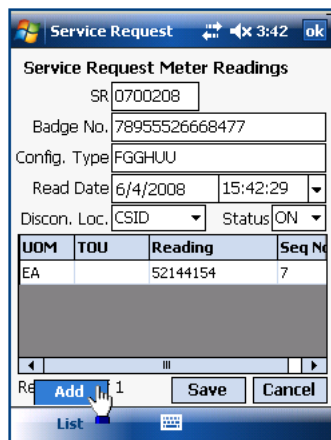 Service Request 3:42 ok
Service Request Meter Readings
SR 0700208
Badge No. 78955526668477
Config. Type FGGHUU
Read Date 6/4/2008 15:42:29
Discon. Loc. CSID Status ON
UOM TOU Reading Seq No
EA 52144154 7
Re Add 1 Save Cancel
List